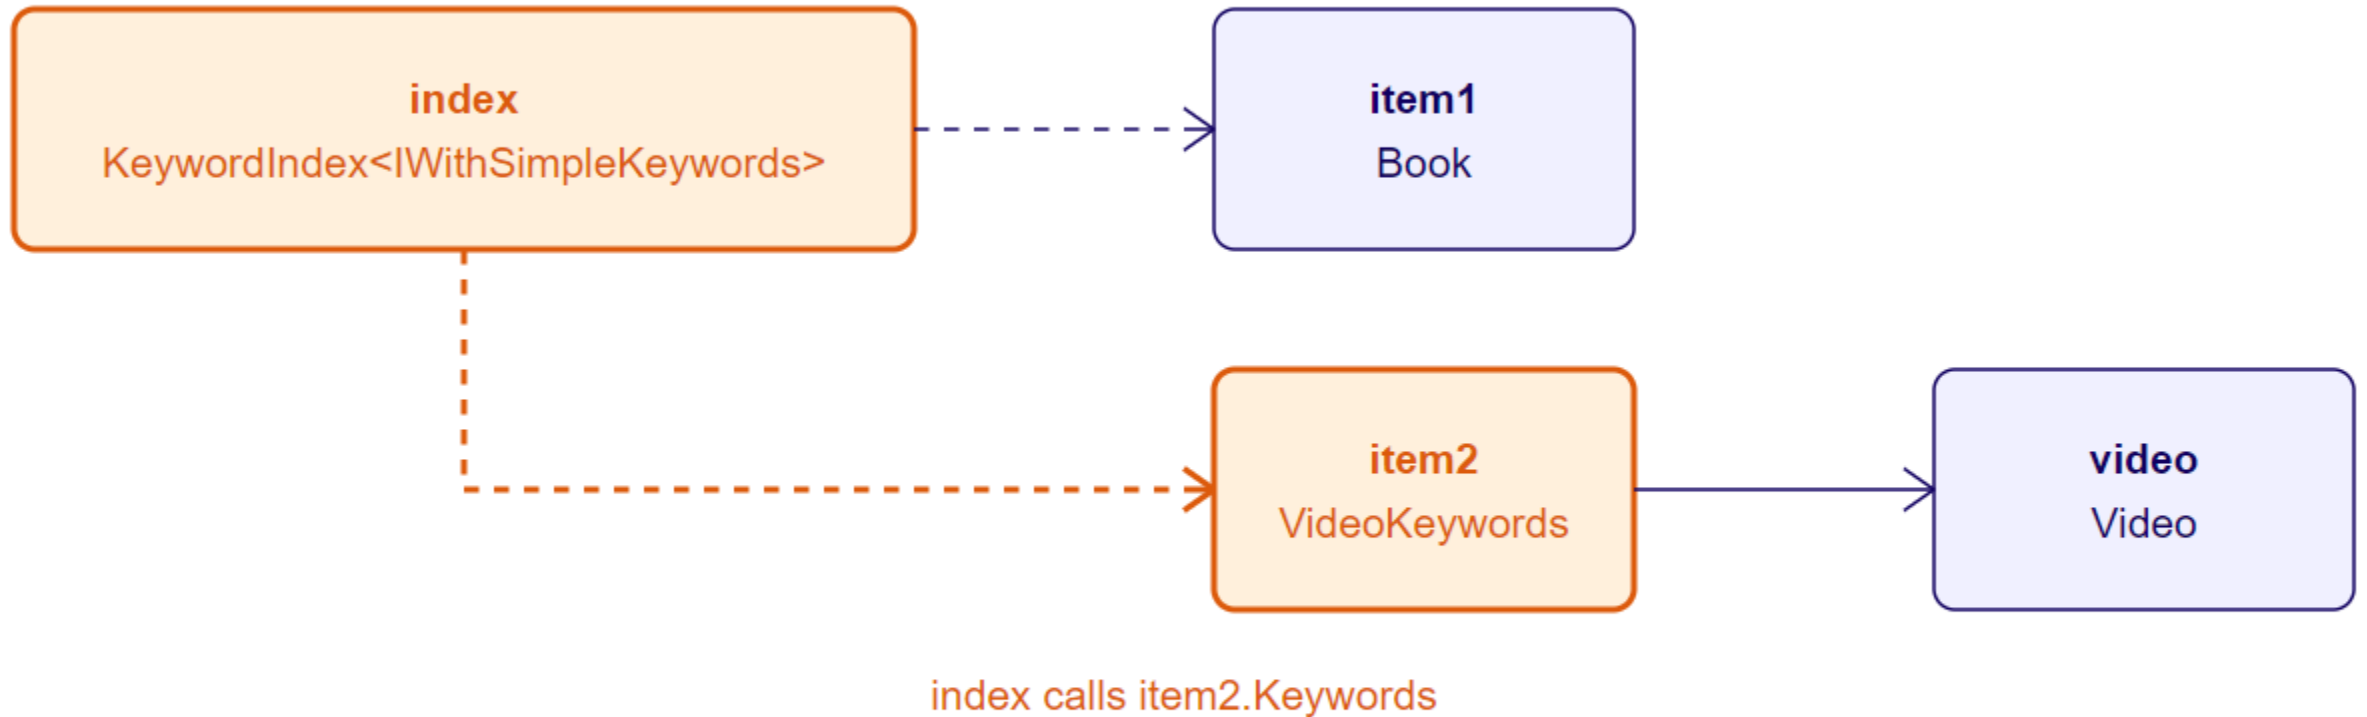 index
KeywordIndex<IWithSimpleKeywords>
item1
Book
item2
VideoKeywords
video
Video
index calls item2.Keywords